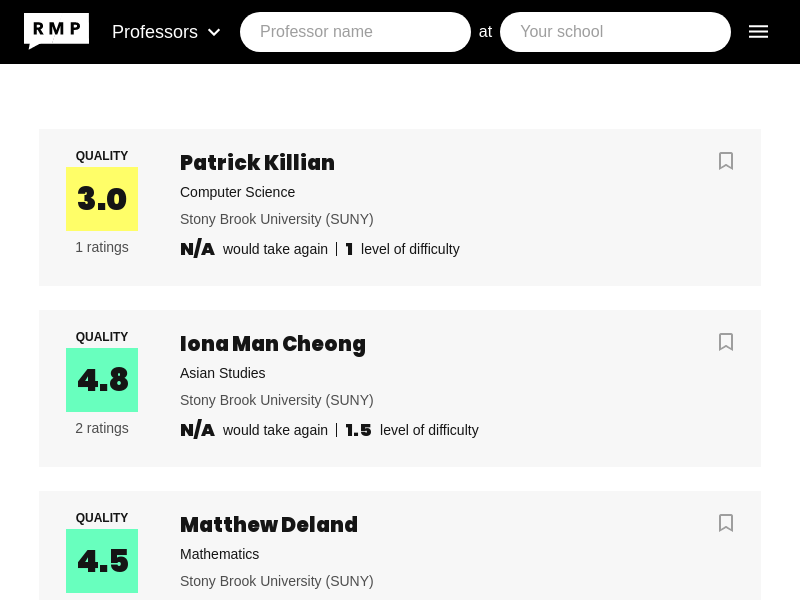 RMP Professors Professor name at Your school
QUALITY
3.0
1 ratings
Patrick Killian
Computer Science
Stony Brook University (SUNY)
N/A would take again | 1 level of difficulty
QUALITY
4.8
2 ratings
Iona Man Cheong
Asian Studies
Stony Brook University (SUNY)
N/A would take again | 1.5 level of difficulty
QUALITY
4.5
Matthew Deland
Mathematics
Stony Brook University (SUNY)